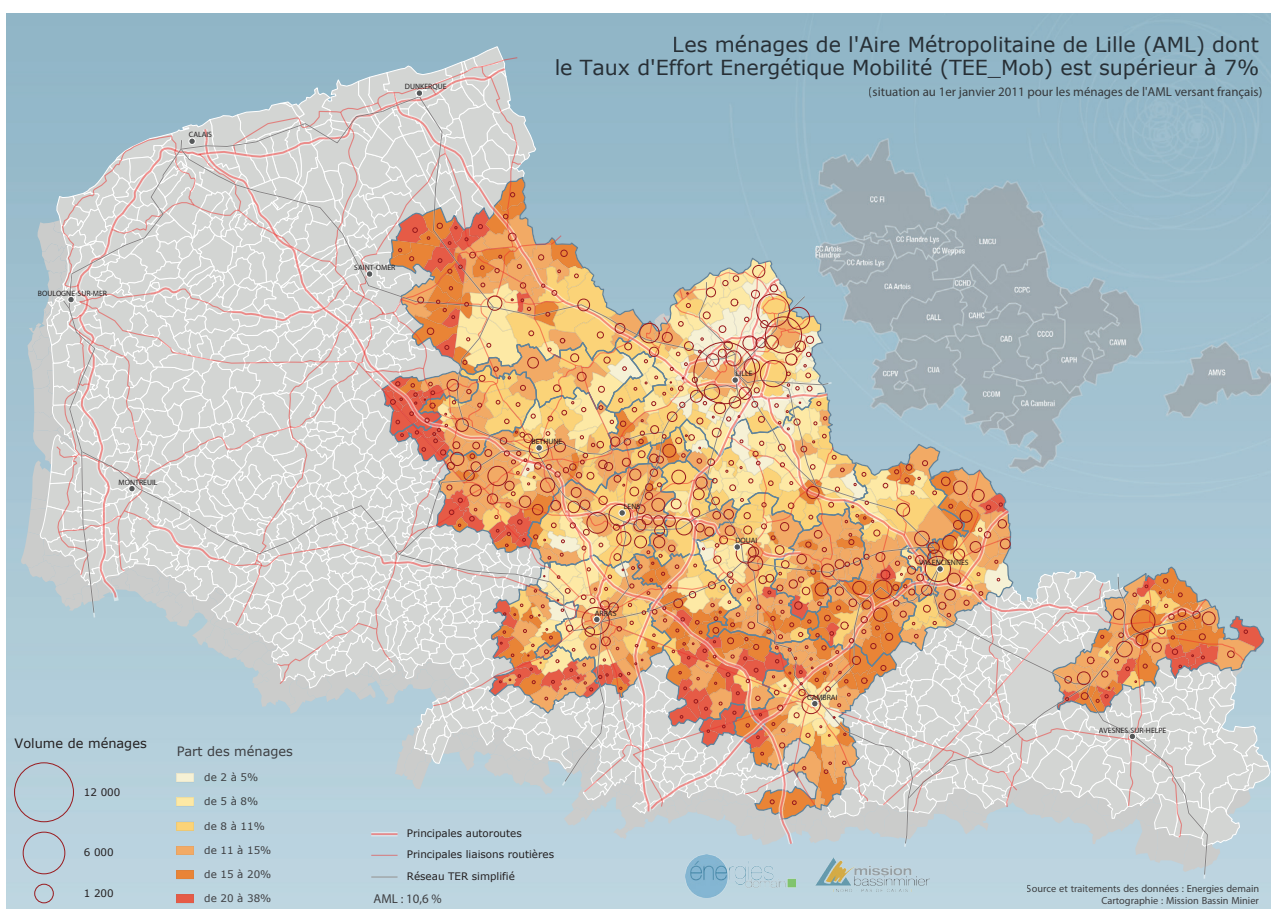 Les ménages de l'Aire Métropolitaine de Lille (AML) dont
le Taux d'Effort Energétique Mobilité (TEE_Mob) est supérieur à 7%
(situation au 1er janvier 2011 pour les ménages de l'AML versant français)
DUNKERQUE
CALAIS
SAINT-OMER
BOULOGNE-SUR-MER
MONTREUIL
LILLE
BÉTHUNE
LENS
DOUAI
VALENCIENNES
ARRAS
CAMBRAI
AVESNES-SUR-HELPE
CC FI
CC Flandre Lys
LMCU
CC Weppes
CC Artois
Flandres
CC Artois Lys
CA Artois
CCHD
CCPC
CALL
CAHC
CAD
CCCO
CAVM
CAPH
CCPV
CUA
CCOM
CA Cambrai
AMVS
Volume de ménages
12 000
6 000
1 200
Part des ménages
de 2 à 5%
de 5 à 8%
de 8 à 11%
de 11 à 15%
de 15 à 20%
de 20 à 38%
Principales autoroutes
Principales liaisons routières
Réseau TER simplifié
AML : 10,6 %
énergies
demain
mission
bassinminier
Source et traitements des données : Energies demain
Cartographie : Mission Bassin Minier